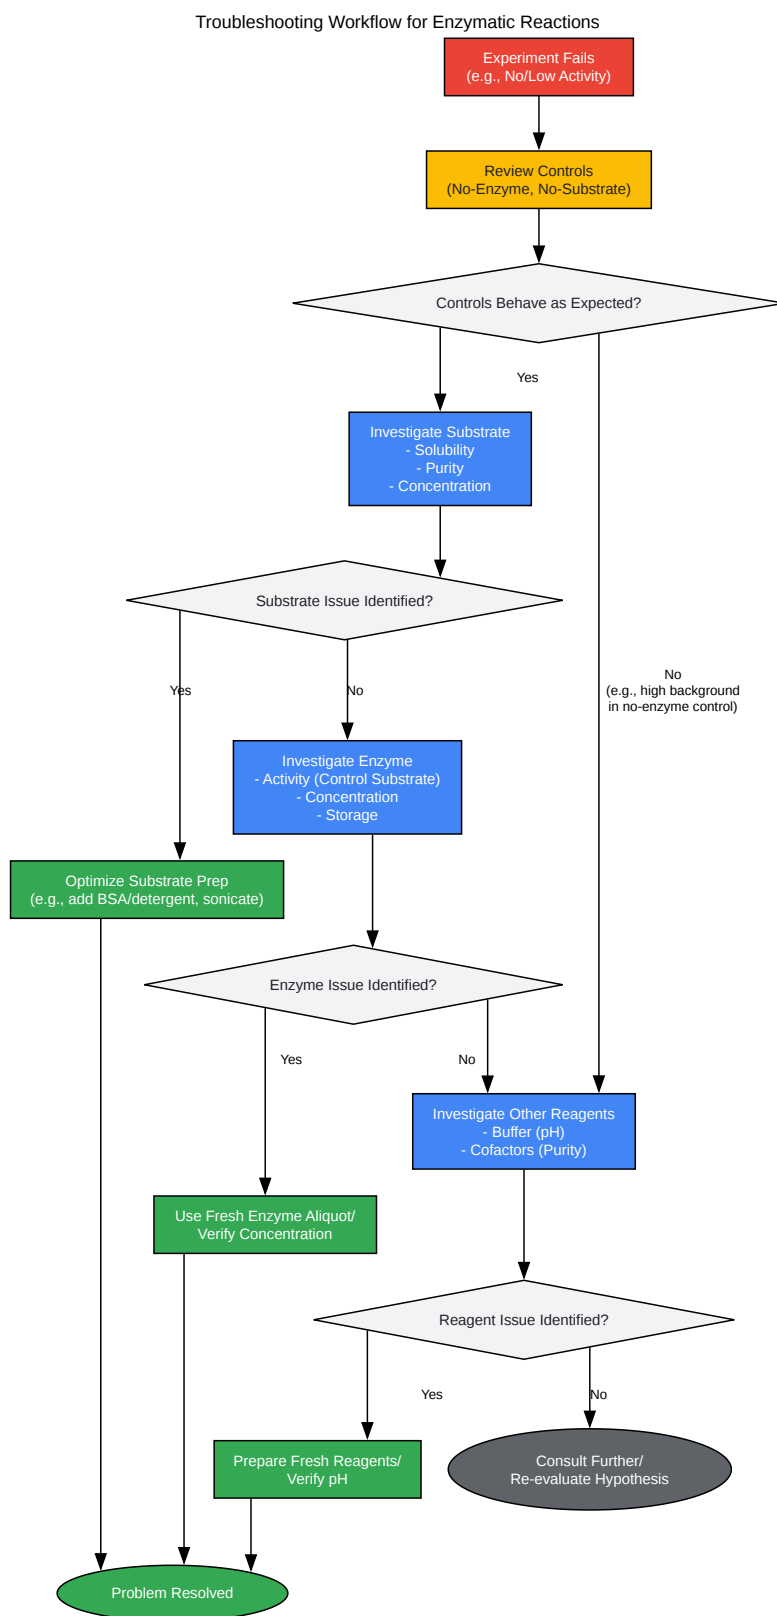 Troubleshooting Workflow for Enzymatic Reactions
Experiment Fails
(e.g., No/Low Activity)
Review Controls
(No-Enzyme, No-Substrate)
Controls Behave as Expected?
Yes
Investigate Substrate
- Solubility
- Purity
- Concentration
Substrate Issue Identified?
Yes
No
No
(e.g., high background
in no-enzyme control)
Investigate Enzyme
- Activity (Control Substrate)
- Concentration
- Storage
Optimize Substrate Prep
(e.g., add BSA/detergent, sonicate)
Enzyme Issue Identified?
Yes
No
Investigate Other Reagents
- Buffer (pH)
- Cofactors (Purity)
Use Fresh Enzyme Aliquot/
Verify Concentration
Reagent Issue Identified?
Yes
No
Prepare Fresh Reagents/
Verify pH
Consult Further/
Re-evaluate Hypothesis
Problem Resolved